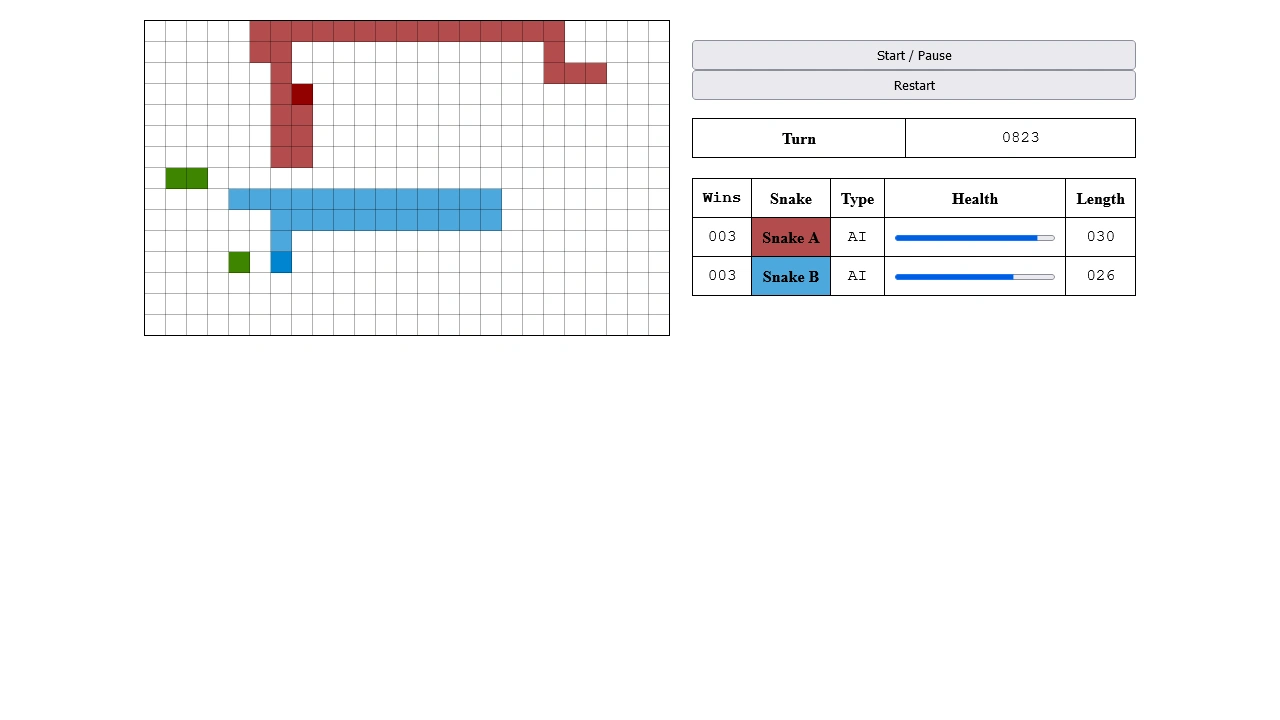 Start / Pause
Restart
Turn 0823
Wins Snake Type Health Length
003 Snake A AI 030
003 Snake B AI 026